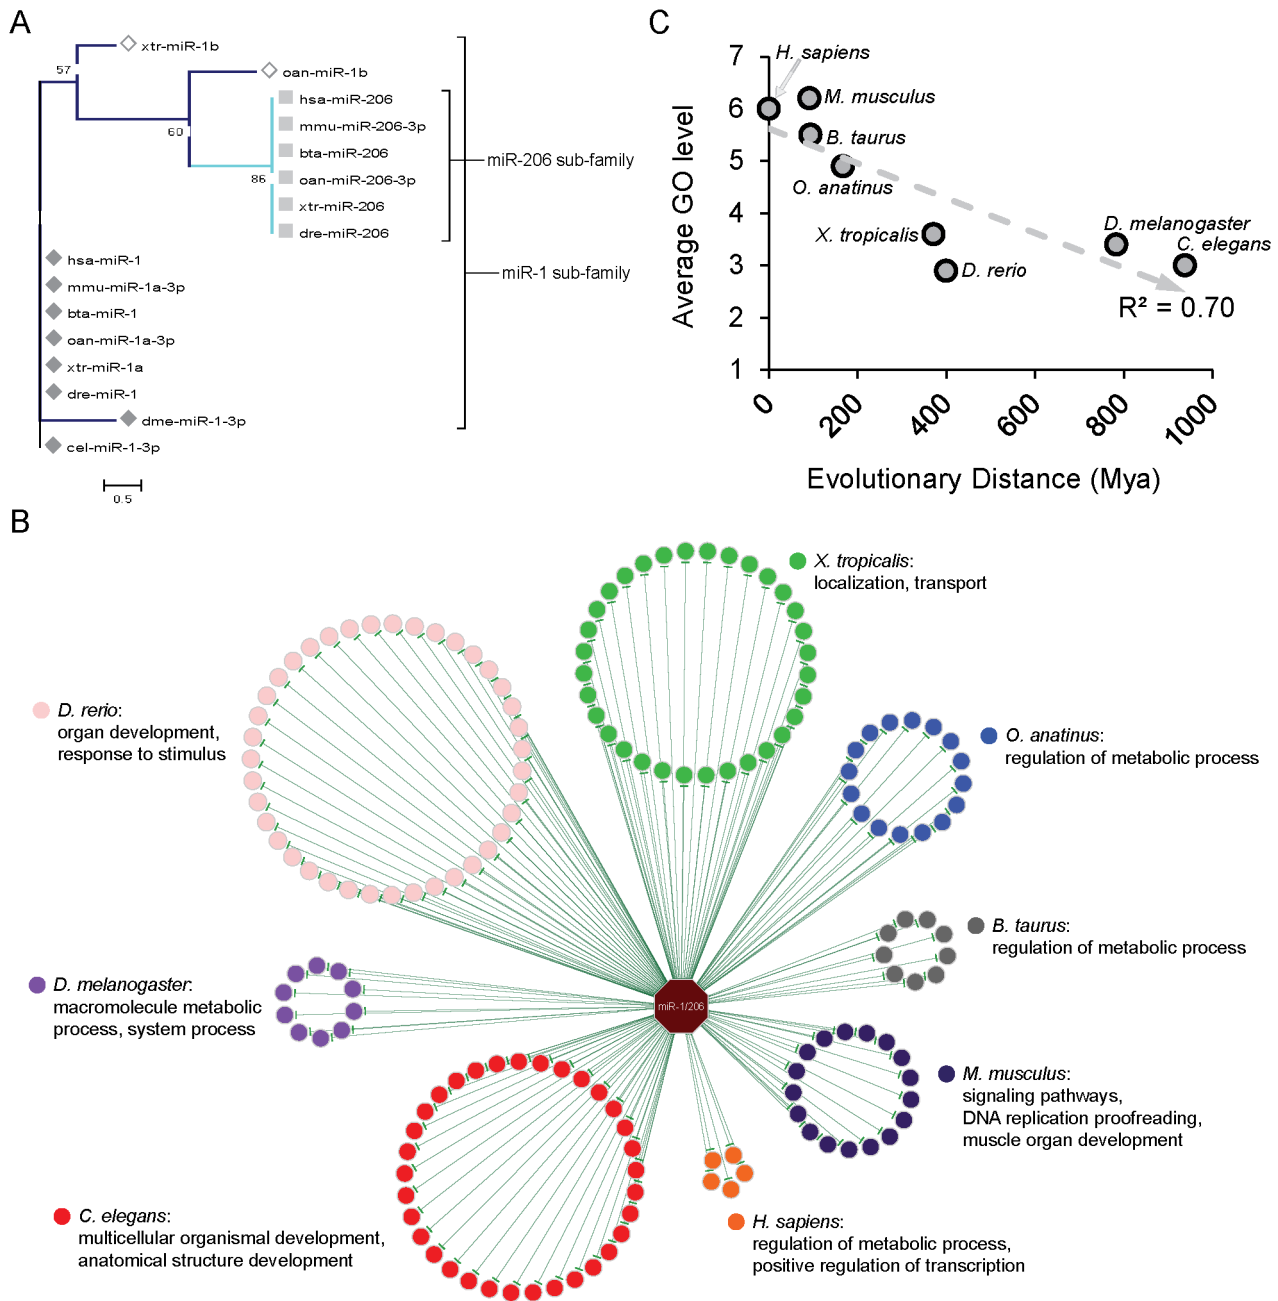 A
xtr-miR-1b
57
oan-miR-1b
hsa-miR-206
mmu-miR-206-3p
60
bta-miR-206
miR-206 sub-family
86
oan-miR-206-3p
xtr-miR-206
dre-miR-206
hsa-miR-1
miR-1 sub-family
mmu-miR-1a-3p
bta-miR-1
oan-miR-1a-3p
xtr-miR-1a
dre-miR-1
dme-miR-1-3p
cel-miR-1-3p
0.5
C
Average GO level
7
6
5
4
3
2
1
H. sapiens
M. musculus
B. taurus
O. anatinus
X. tropicalis
D. rerio
D. melanogaster
C. elegans
R² = 0.70
0
200
400
600
800
1000
Evolutionary Distance (Mya)
B
X. tropicalis:
localization, transport
D. rerio:
organ development,
response to stimulus
O. anatinus:
regulation of metabolic process
B. taurus:
regulation of metabolic process
D. melanogaster:
macromolecule metabolic
process, system process
miR-1/206
M. musculus:
signaling pathways,
DNA replication proofreading,
muscle organ development
C. elegans:
multicellular organismal development,
anatomical structure development
H. sapiens:
regulation of metabolic process,
positive regulation of transcription